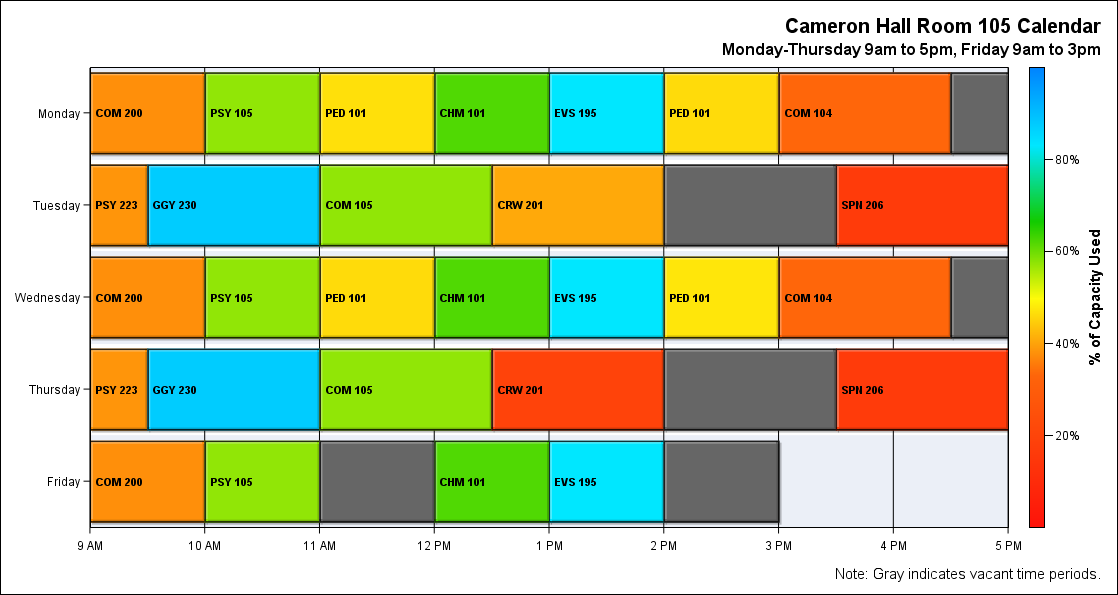 Cameron Hall Room 105 Calendar
Monday-Thursday 9am to 5pm, Friday 9am to 3pm
Monday COM 200 PSY 105 PED 101 CHM 101 EVS 195 PED 101 COM 104
Tuesday PSY 223 GGY 230 COM 105 CRW 201 SPN 206
Wednesday COM 200 PSY 105 PED 101 CHM 101 EVS 195 PED 101 COM 104
Thursday PSY 223 GGY 230 COM 105 CRW 201 SPN 206
Friday COM 200 PSY 105 CHM 101 EVS 195
9 AM 10 AM 11 AM 12 PM 1 PM 2 PM 3 PM 4 PM 5 PM
80%
60%
40%
20%
% of Capacity Used
Note: Gray indicates vacant time periods.